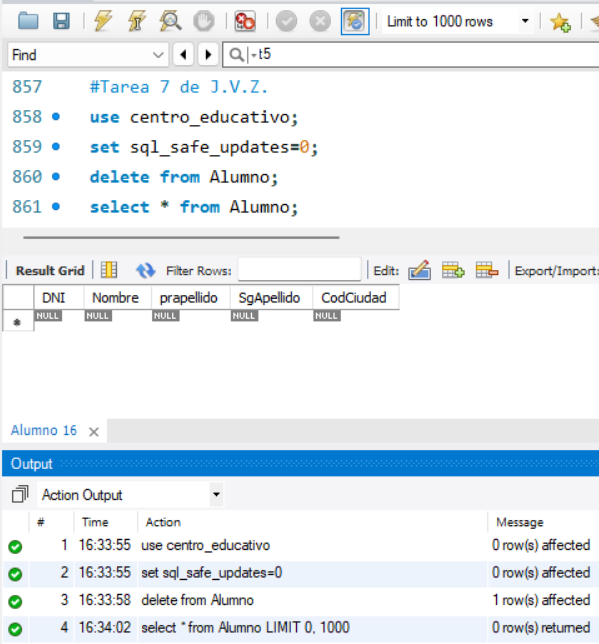 Limit to 1000 rows
Find t5
857 #Tarea 7 de J.V.Z.
858 use centro_educativo;
859 set sql_safe_updates=0;
860 delete from Alumno;
861 select * from Alumno;
Result Grid Filter Rows: Edit: Export/Import:
DNI Nombre prapellido SgApellido CodCiudad
* NULL NULL NULL NULL NULL
Alumno 16
Output
Action Output
# Time Action Message
1 16:33:55 use centro_educativo 0 row(s) affected
2 16:33:55 set sql_safe_updates=0 0 row(s) affected
3 16:33:58 delete from Alumno 1 row(s) affected
4 16:34:02 select * from Alumno LIMIT 0, 1000 0 row(s) returned